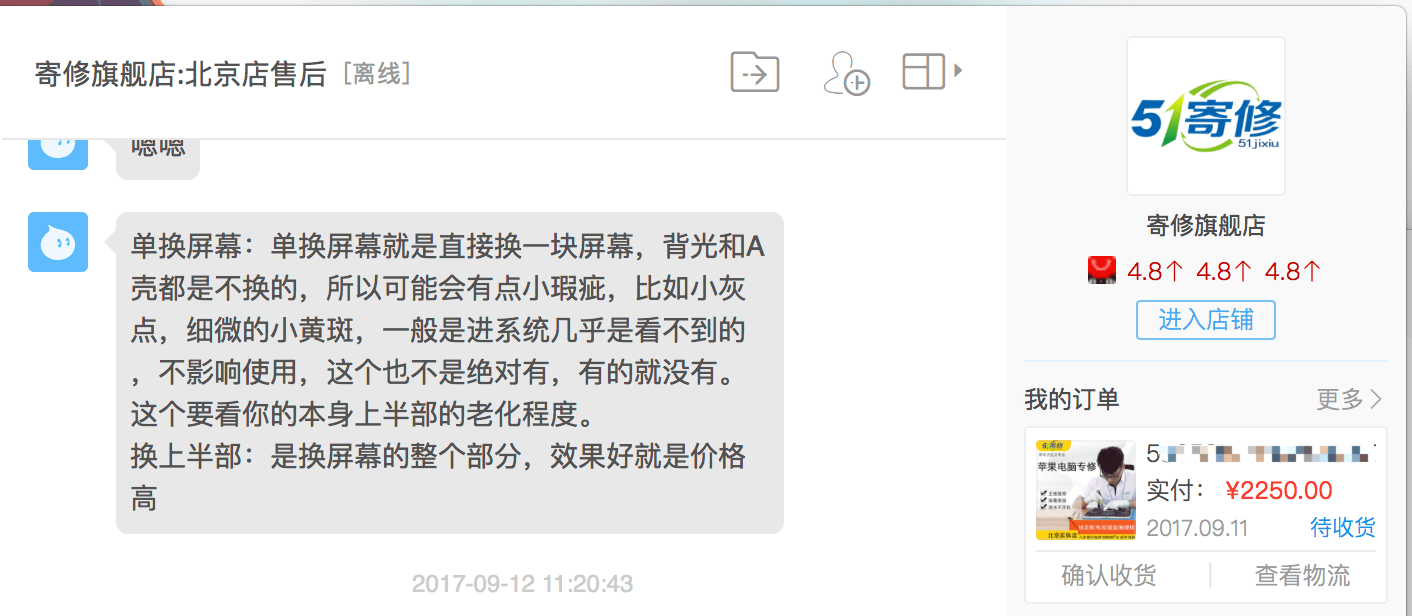 寄修旗舰店:北京店售后 [离线]
嗯嗯
单换屏幕：单换屏幕就是直接换一块屏幕，背光和A
壳都是不换的，所以可能会有点小瑕疵，比如小灰
点，细微的小黄斑，一般是进系统几乎是看不到的
，不影响使用，这个也不是绝对有，有的就没有。
这个要看你的本身上半部的老化程度。
换上半部：是换屏幕的整个部分，效果好就是价格
高
2017-09-12 11:20:43
51寄修
51jixiu
寄修旗舰店
4.8↑ 4.8↑ 4.8↑
进入店铺
我的订单
更多
51寄修
苹果电脑专修
5
实付： ¥2250.00
2017.09.11
待收货
确认收货
查看物流